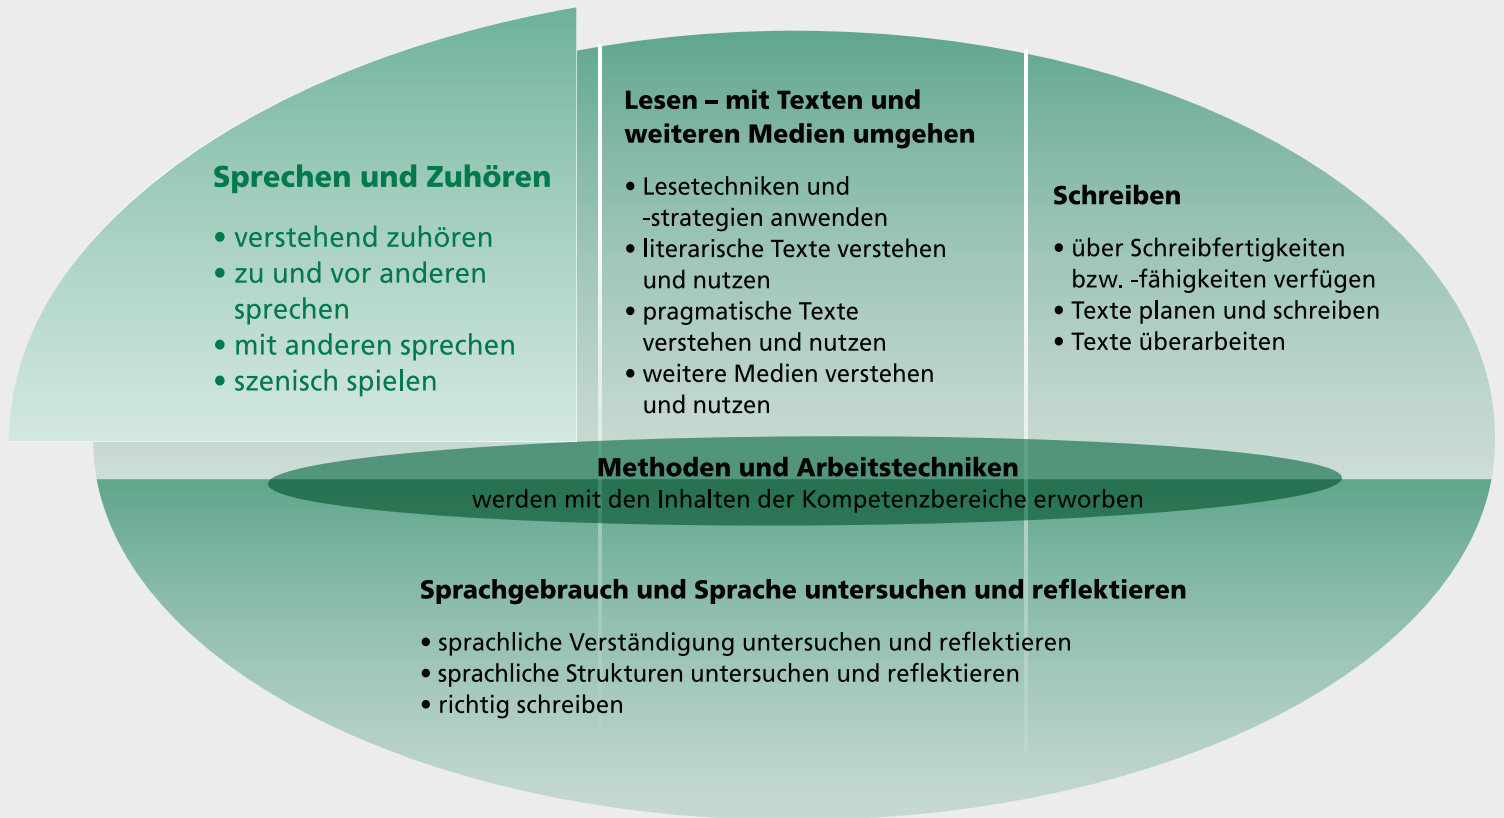 Sprechen und Zuhören
• verstehend zuhören
• zu und vor anderen
sprechen
• mit anderen sprechen
• szenisch spielen
Lesen – mit Texten und
weiteren Medien umgehen
• Lesetechniken und
-strategien anwenden
• literarische Texte verstehen
und nutzen
• pragmatische Texte
verstehen und nutzen
• weitere Medien verstehen
und nutzen
Schreiben
• über Schreibfertigkeiten
bzw. -fähigkeiten verfügen
• Texte planen und schreiben
• Texte überarbeiten
Methoden und Arbeitstechniken
werden mit den Inhalten der Kompetenzbereiche erworben
Sprachgebrauch und Sprache untersuchen und reflektieren
• sprachliche Verständigung untersuchen und reflektieren
• sprachliche Strukturen untersuchen und reflektieren
• richtig schreiben